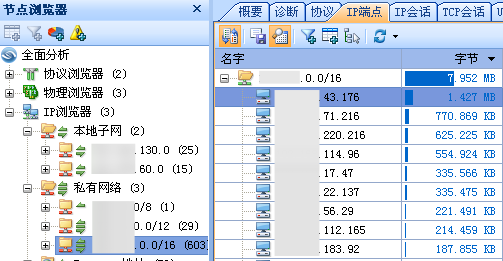 节点浏览器
全面分析
协议浏览器 (2)
物理浏览器 (3)
IP浏览器 (3)
本地子网 (2)
.130.0 (25)
.60.0 (15)
私有网络 (3)
0/8 (1)
0.0/12 (29)
.0.0/16 (603)
概要 诊断 协议 IP端点 IP会话 TCP会话
名字 字节
.0.0/16 7.952 MB
43.176 1.427 MB
.71.216 770.869 KB
.220.216 625.225 KB
.114.96 554.924 KB
.17.47 335.566 KB
.22.137 335.475 KB
.56.29 221.491 KB
.112.165 214.459 KB
.183.92 187.855 KB